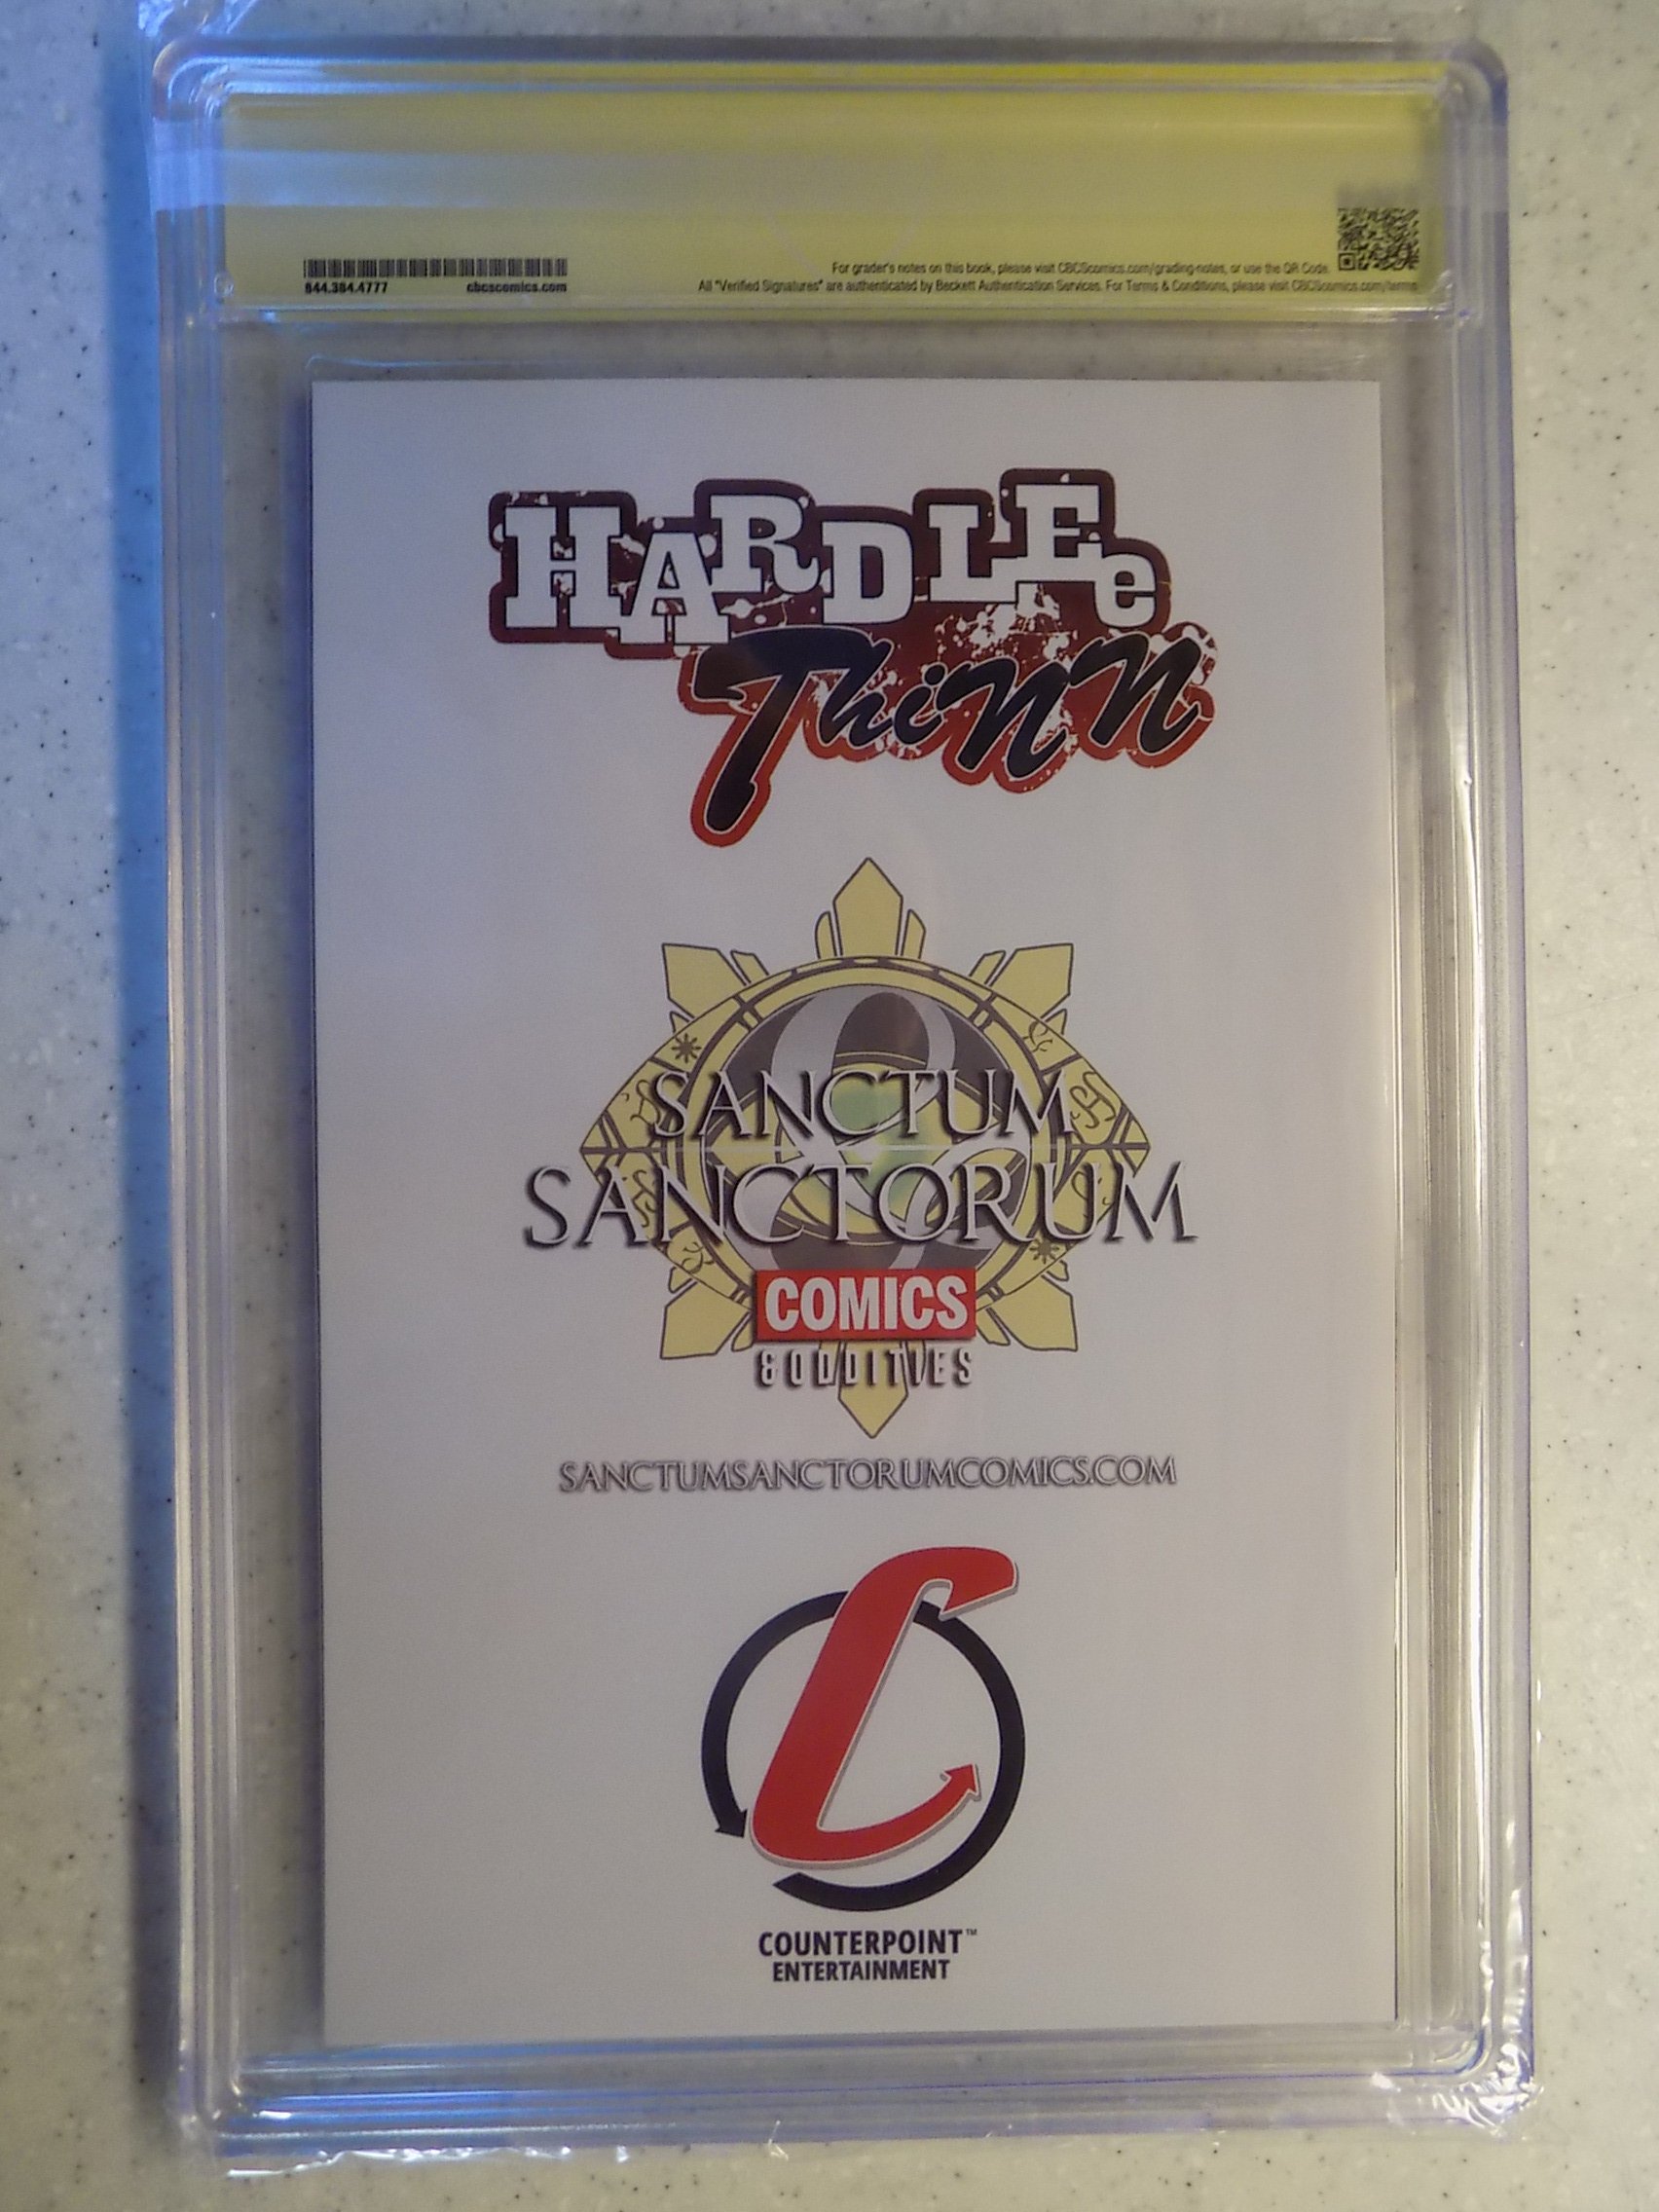 For grader's notes on this book, please visit CBCScomics.com/grading-notes, or use the QR Code.
844.384.4777 cbcscomics.com All "Verified Signatures" are authenticated by Beckett Authentication Services. For Terms & Conditions, please visit CBCScomics.com/terms
HARDLEe
Thinn
SANCTUM
SANCTORUM
COMICS
& ODDITIES
SANCTUMSANCTORUMCOMICS.COM
C
COUNTERPOINT™
ENTERTAINMENT